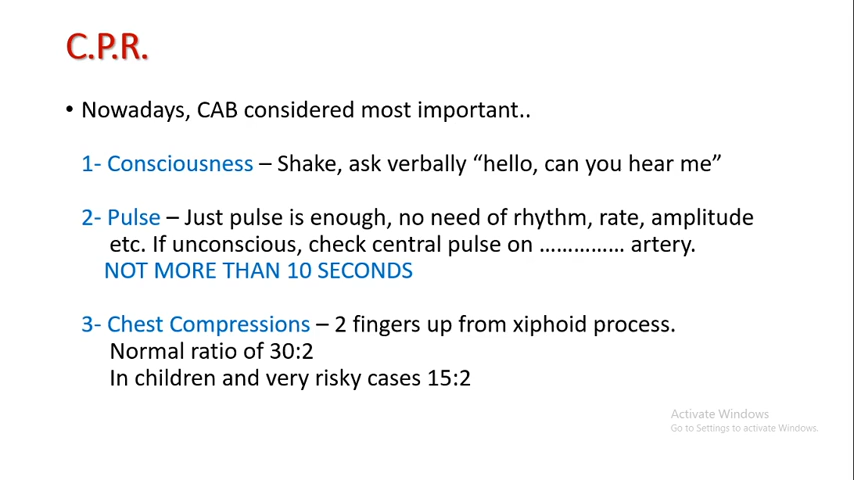 C.P.R.
• Nowadays, CAB considered most important..
1- Consciousness – Shake, ask verbally “hello, can you hear me”
2- Pulse – Just pulse is enough, no need of rhythm, rate, amplitude
etc. If unconscious, check central pulse on …………… artery.
NOT MORE THAN 10 SECONDS
3- Chest Compressions – 2 fingers up from xiphoid process.
Normal ratio of 30:2
In children and very risky cases 15:2
Activate Windows
Go to Settings to activate Windows.